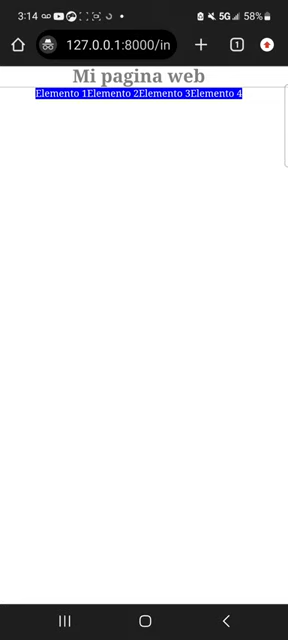 3:14
5G 58%
127.0.0.1:8000/in
1
Mi pagina web
Elemento 1Elemento 2Elemento 3Elemento 4